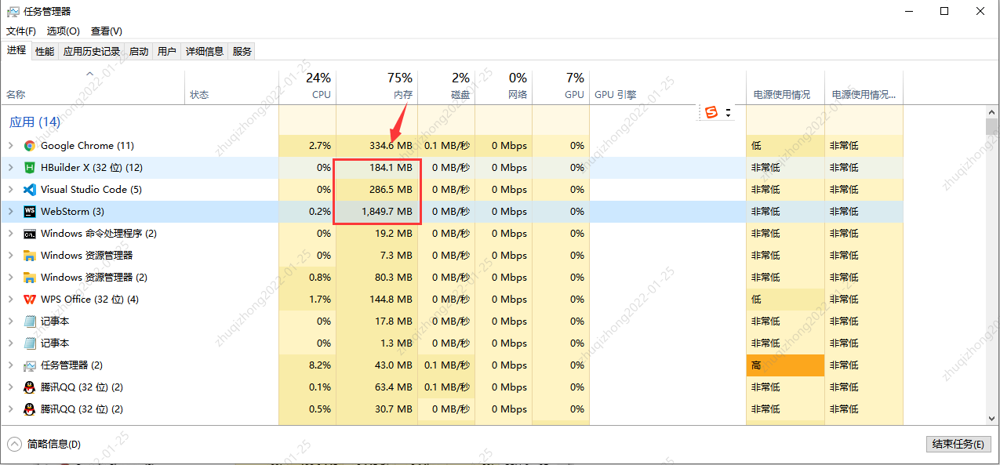 任务管理器
文件(F) 选项(O) 查看(V)
进程 性能 应用历史记录 启动 用户 详细信息 服务
24% 75% 2% 0% 7%
名称 状态 CPU 内存 磁盘 网络 GPU GPU 引擎 电源使用情况 电源使用情况...
应用 (14)
Google Chrome (11) 2.7% 334.6 MB 0.1 MB/秒 0 Mbps 0% 低 非常低
HBuilder X (32 位) (12) 0% 184.1 MB 0 MB/秒 0 Mbps 0% 非常低 非常低
Visual Studio Code (5) 0% 286.5 MB 0 MB/秒 0 Mbps 0% 非常低 非常低
WebStorm (3) 0.2% 1,849.7 MB 0 MB/秒 0 Mbps 0% 非常低 非常低
Windows 命令处理程序 (2) 0% 19.2 MB 0 MB/秒 0 Mbps 0% 非常低 非常低
Windows 资源管理器 0% 7.3 MB 0 MB/秒 0 Mbps 0% 非常低 非常低
Windows 资源管理器 (2) 0.8% 80.3 MB 0 MB/秒 0 Mbps 0% 非常低 非常低
WPS Office (32 位) (4) 1.7% 144.8 MB 0 MB/秒 0 Mbps 0% 低 非常低
记事本 0% 17.8 MB 0 MB/秒 0 Mbps 0% 非常低 非常低
记事本 0% 1.3 MB 0 MB/秒 0 Mbps 0% 非常低 非常低
任务管理器 (2) 8.2% 43.0 MB 0.1 MB/秒 0 Mbps 0% 高 非常低
腾讯QQ (32 位) (2) 0.1% 63.4 MB 0.1 MB/秒 0 Mbps 0% 非常低 非常低
腾讯QQ (32 位) (2) 0.5% 30.7 MB 0 MB/秒 0 Mbps 0% 非常低 非常低
简略信息(D) 结束任务(E)
zhuqizhong2022-01-25